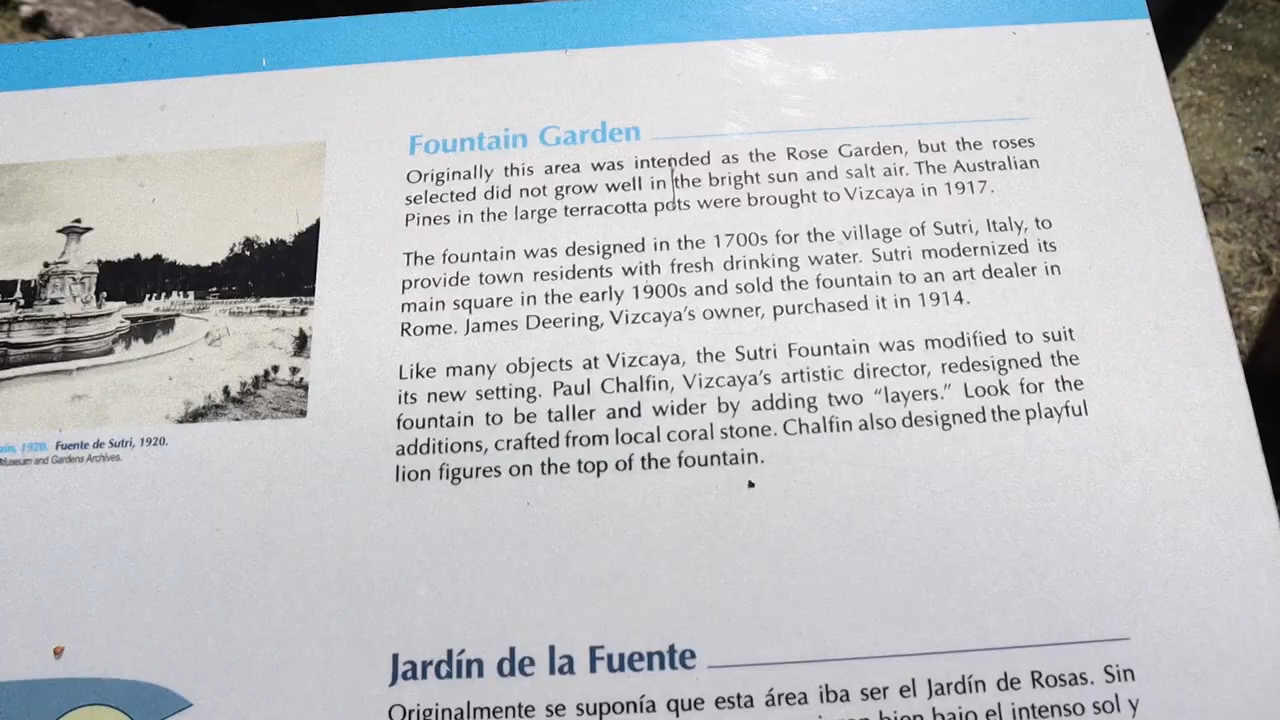 Fountain Garden
Originally this area was intended as the Rose Garden, but the roses
selected did not grow well in the bright sun and salt air. The Australian
Pines in the large terracotta pots were brought to Vizcaya in 1917.
The fountain was designed in the 1700s for the village of Sutri, Italy, to
provide town residents with fresh drinking water. Sutri modernized its
main square in the early 1900s and sold the fountain to an art dealer in
Rome. James Deering, Vizcaya's owner, purchased it in 1914.
Like many objects at Vizcaya, the Sutri Fountain was modified to suit
its new setting. Paul Chalfin, Vizcaya's artistic director, redesigned the
fountain to be taller and wider by adding two “layers.” Look for the
additions, crafted from local coral stone. Chalfin also designed the playful
lion figures on the top of the fountain.
1920. Fuente de Sutri, 1920.
Museum and Gardens Archives.
Jardín de la Fuente
Originalmente se suponía que esta área iba ser el Jardín de Rosas. Sin
bien bajo el intenso sol y